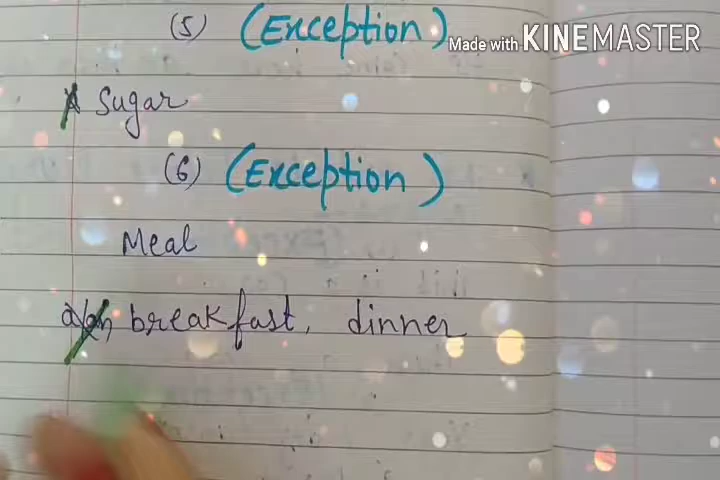 (5) (Exception)
Made with KINEMASTER
A Sugar
(6) (Exception)
Meal
a/an breakfast, dinner